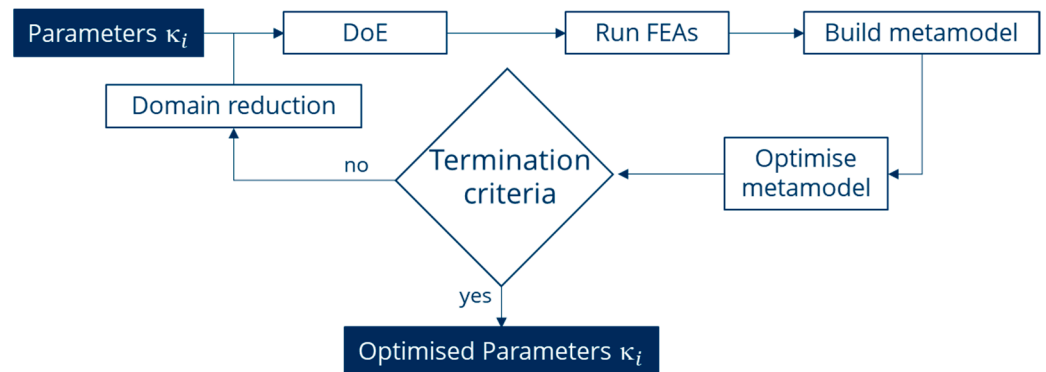 Parameters κᵢ
DoE
Run FEAs
Build metamodel
Domain reduction
Termination
criteria
Optimise
metamodel
no
yes
Optimised Parameters κᵢ